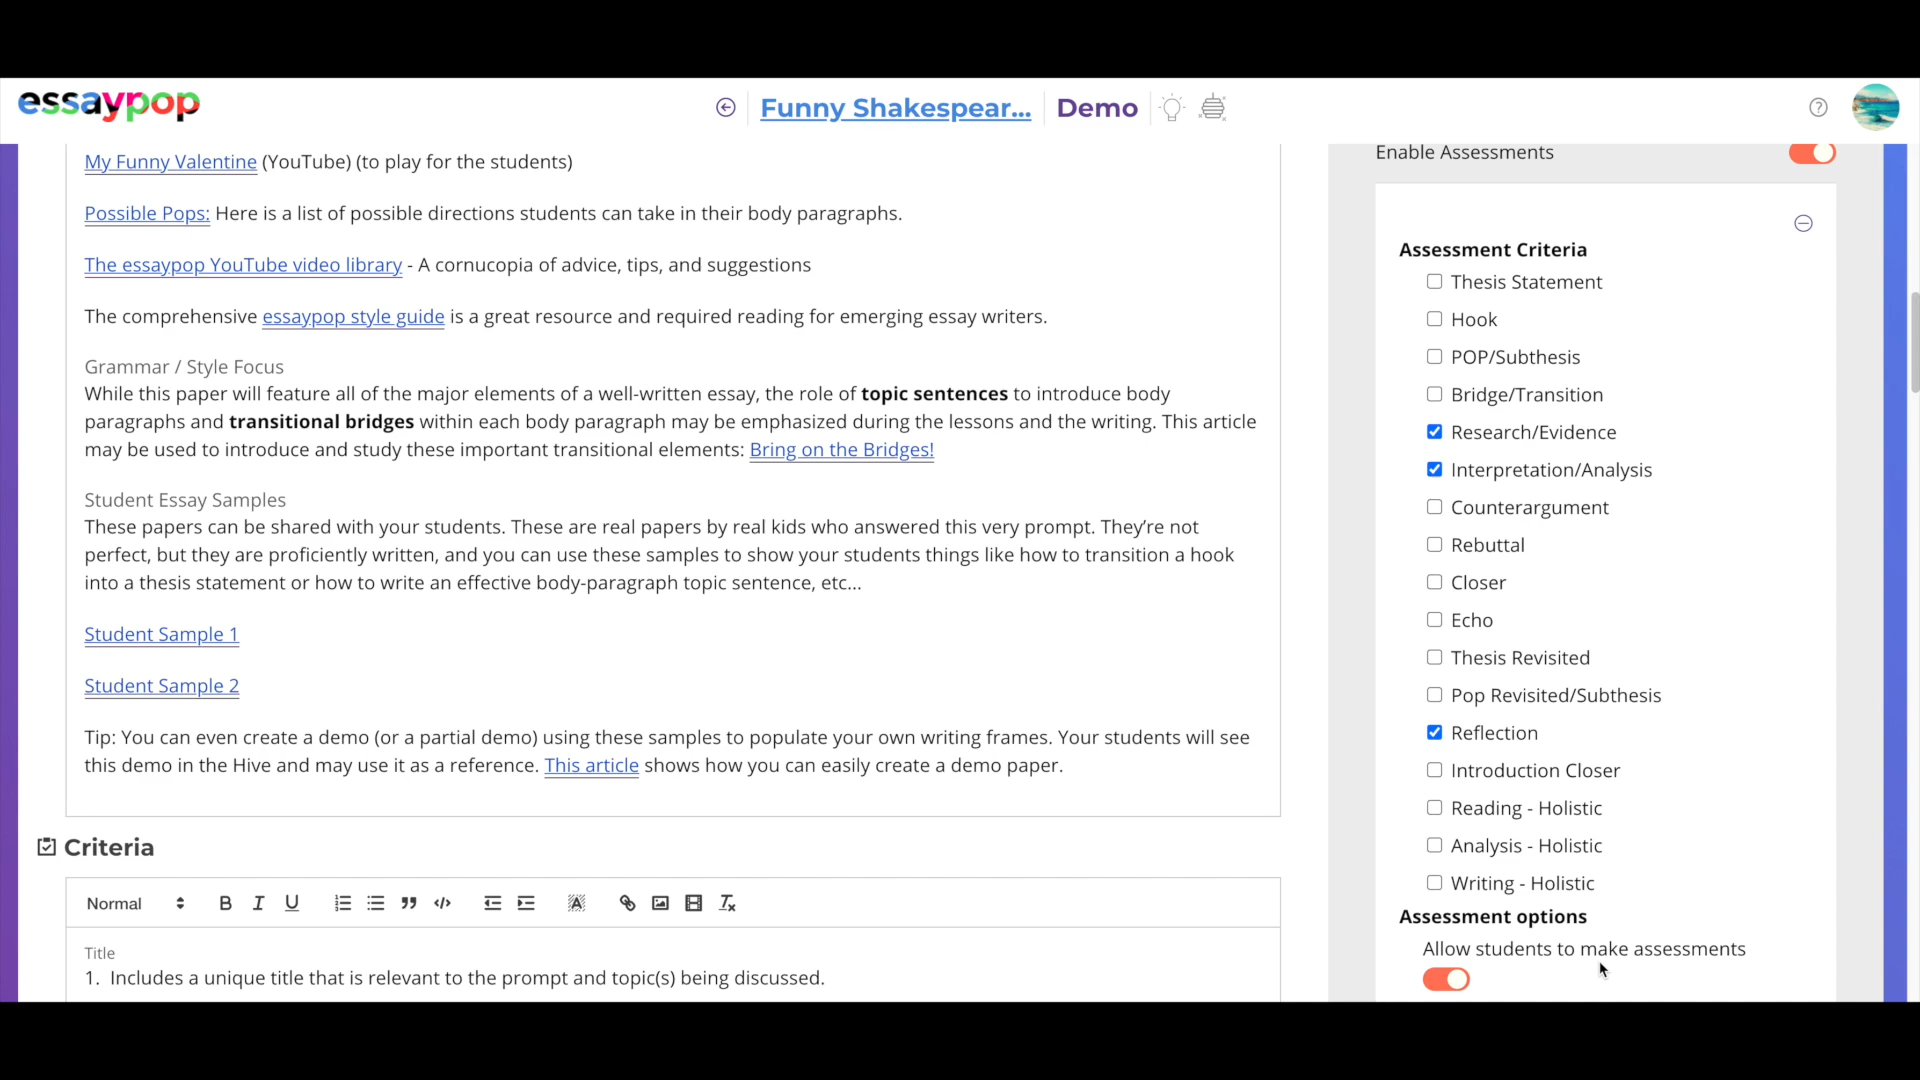 essaypop
Funny Shakespear...
Demo
My Funny Valentine (YouTube) (to play for the students)
Possible Pops: Here is a list of possible directions students can take in their body paragraphs.
The essaypop YouTube video library - A cornucopia of advice, tips, and suggestions
The comprehensive essaypop style guide is a great resource and required reading for emerging essay writers.
Grammar / Style Focus
While this paper will feature all of the major elements of a well-written essay, the role of topic sentences to introduce body
paragraphs and transitional bridges within each body paragraph may be emphasized during the lessons and the writing. This article
may be used to introduce and study these important transitional elements: Bring on the Bridges!
Student Essay Samples
These papers can be shared with your students. These are real papers by real kids who answered this very prompt. They’re not
perfect, but they are proficiently written, and you can use these samples to show your students things like how to transition a hook
into a thesis statement or how to write an effective body-paragraph topic sentence, etc...
Student Sample 1
Student Sample 2
Tip: You can even create a demo (or a partial demo) using these samples to populate your own writing frames. Your students will see
this demo in the Hive and may use it as a reference. This article shows how you can easily create a demo paper.
Criteria
Normal
Title
1. Includes a unique title that is relevant to the prompt and topic(s) being discussed.
Enable Assessments
Assessment Criteria
Thesis Statement
Hook
POP/Subthesis
Bridge/Transition
Research/Evidence
Interpretation/Analysis
Counterargument
Rebuttal
Closer
Echo
Thesis Revisited
Pop Revisited/Subthesis
Reflection
Introduction Closer
Reading - Holistic
Analysis - Holistic
Writing - Holistic
Assessment options
Allow students to make assessments